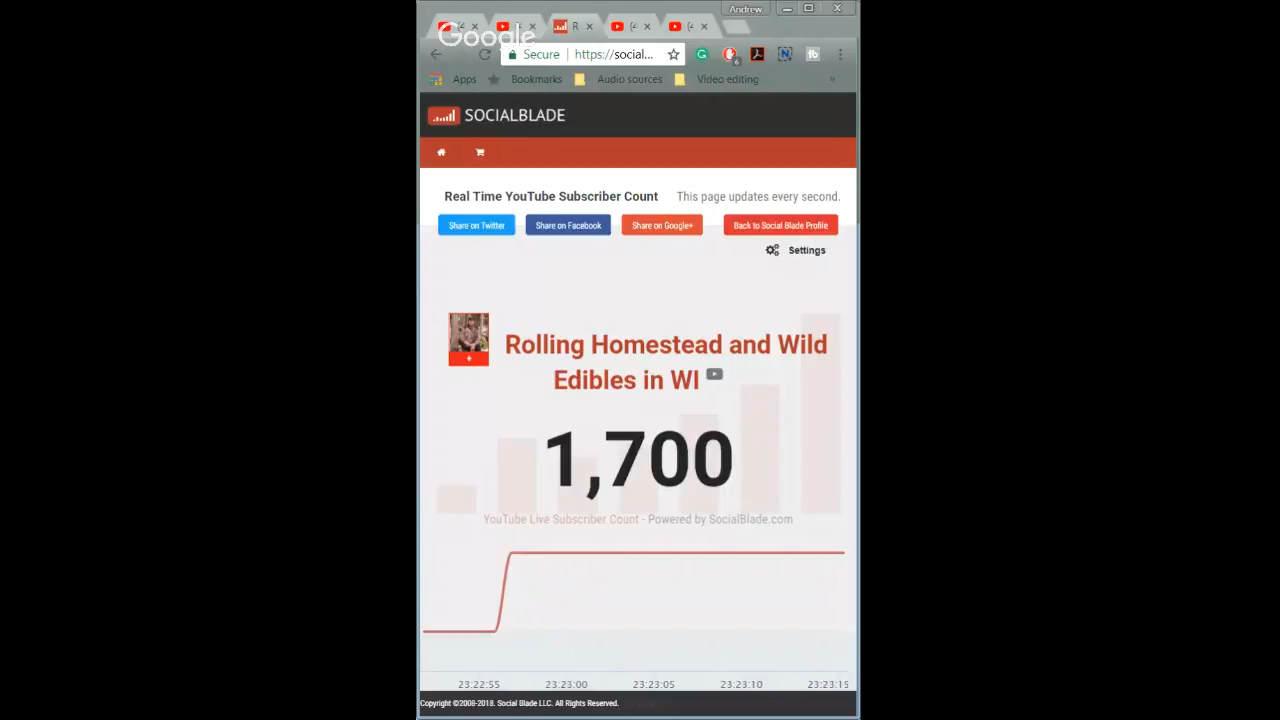 Andrew
Google
R
Secure
https://social...
6
Apps
Bookmarks
Audio sources
Video editing
SOCIALBLADE
Real Time YouTube Subscriber Count
This page updates every second.
Share on Twitter
Share on Facebook
Share on Google+
Back to Social Blade Profile
Settings
+
Rolling Homestead and Wild
Edibles in WI
1,700
YouTube Live Subscriber Count - Powered by SocialBlade.com
23:22:55
23:23:00
23:23:05
23:23:10
23:23:15
Copyright ©2008-2018. Social Blade LLC. All Rights Reserved.